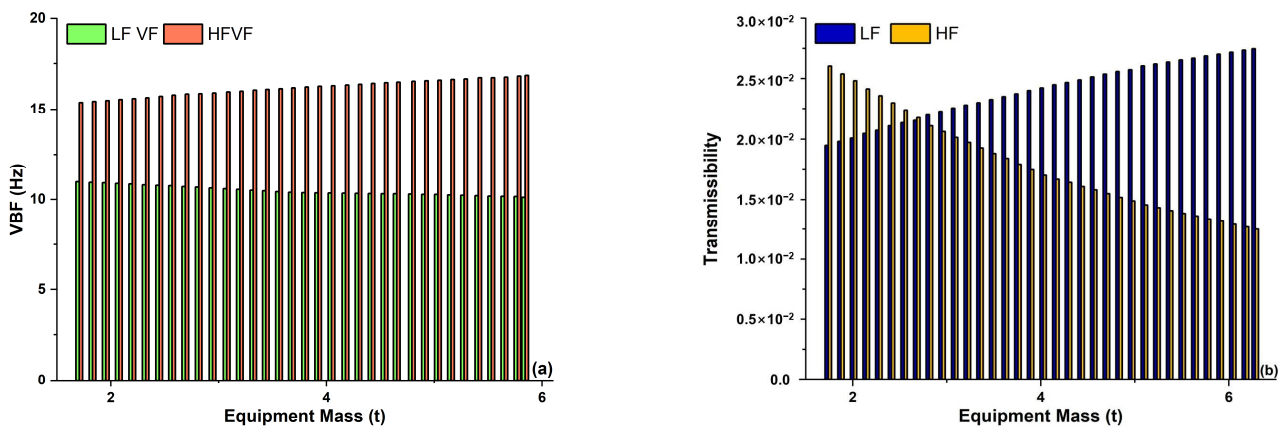 20
15
10
5
0
VBF (Hz)
LF VF
HFVF
(a)
2
4
6
Equipment Mass (t)
3.0×10⁻²
2.5×10⁻²
2.0×10⁻²
1.5×10⁻²
1.0×10⁻²
0.5×10⁻²
0.0
Transmissibility
LF
HF
(b)
2
4
6
Equipment Mass (t)